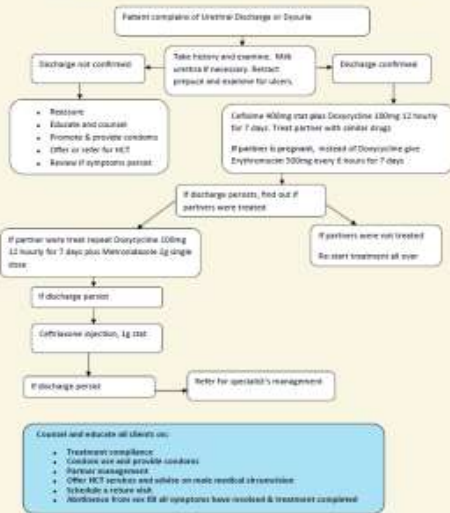 Patient complains of Urethral Discharge or Dysuria
Discharge not confirmed
Take history and examine. Milk
urethra if necessary. Retract
prepuce and examine for ulcers.
Discharge confirmed
• Reassure
• Educate and counsel
• Promote & provide condoms
• Offer or refer for HCT
• Review if symptoms persist
Cefixime 400mg stat plus Doxycycline 100mg 12 hourly
for 7 days. Treat partner with similar drugs
If partner is pregnant, instead of Doxycycline give
Erythromycin 500mg every 6 hours for 7 days
If discharge persists, find out if
partners were treated
If partner were treat repeat Doxycycline 100mg
12 hourly for 7 days plus Metronidazole 2g single
dose
If partners were not treated
Re-start treatment all over
If discharge persist
Ceftriaxone injection, 1g stat
If discharge persist
Refer for specialist's management
Counsel and educate all clients on:
• Treatment compliance
• Condom use and provide condoms
• Partner management
• Offer HCT services and advise on male medical circumcision
• Schedule a return visit
• Abstinence from sex till all symptoms have resolved & treatment completed